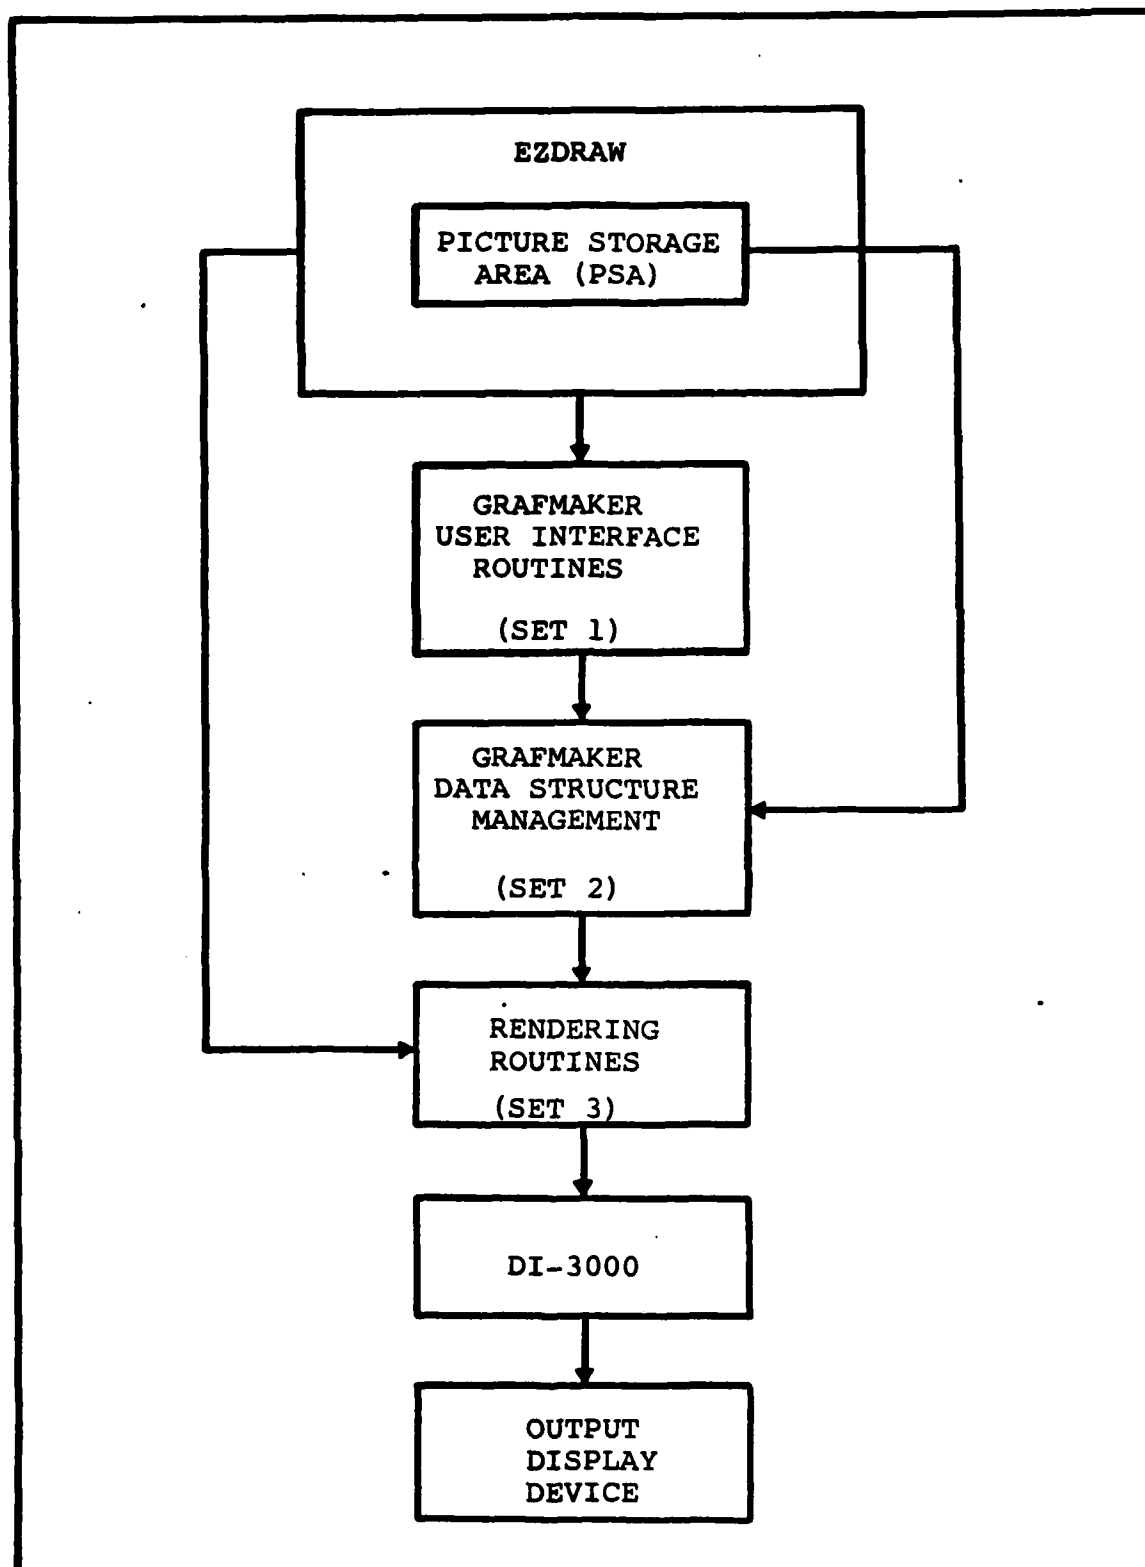 EZDRAW
PICTURE STORAGE
AREA (PSA)
GRAFMAKER
USER INTERFACE
ROUTINES
(SET 1)
GRAFMAKER
DATA STRUCTURE
MANAGEMENT
(SET 2)
RENDERING
ROUTINES
(SET 3)
DI-3000
OUTPUT
DISPLAY
DEVICE